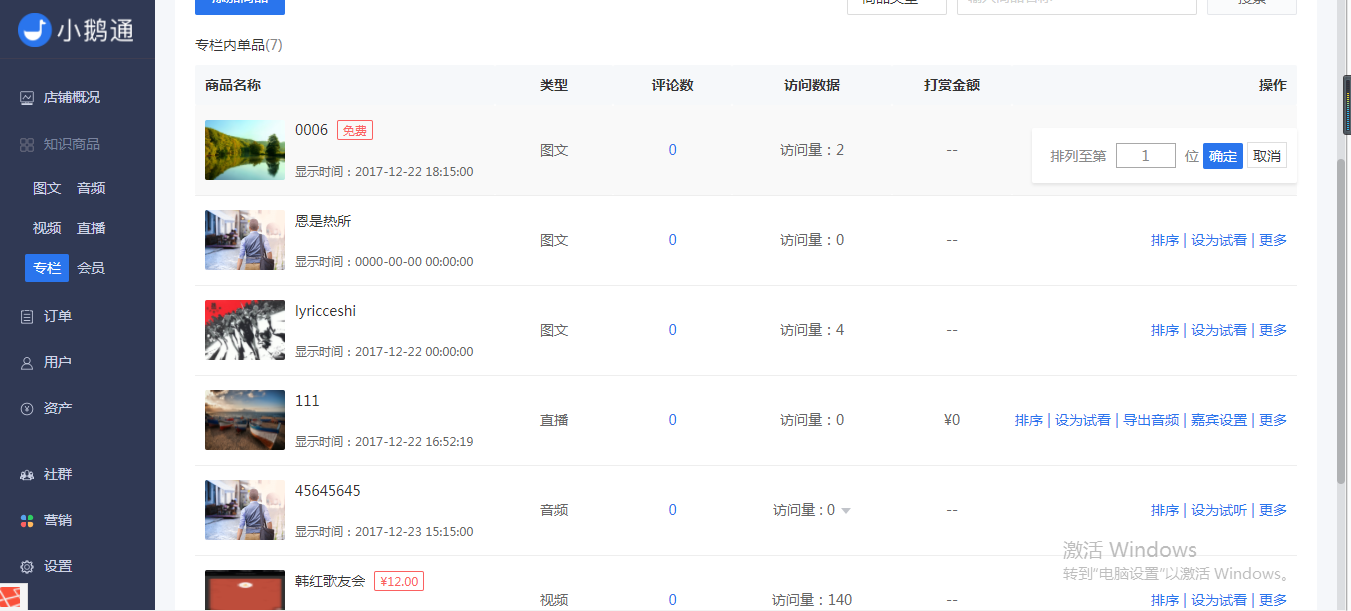 小鹅通
店铺概况
知识商品
图文 音频
视频 直播
专栏 会员
订单
用户
资产
社群
营销
设置
专栏内单品(7)
商品名称 类型 评论数 访问数据 打赏金额 操作
0006 免费
显示时间：2017-12-22 18:15:00
图文 0 访问量：2 --
排列至第 1 位 确定 取消
恩是热所
显示时间：0000-00-00 00:00:00
图文 0 访问量：0 -- 排序 | 设为试看 | 更多
lyricceshi
显示时间：2017-12-22 00:00:00
图文 0 访问量：4 -- 排序 | 设为试看 | 更多
111
显示时间：2017-12-22 16:52:19
直播 0 访问量：0 ¥0 排序 | 设为试看 | 导出音频 | 嘉宾设置 | 更多
45645645
显示时间：2017-12-23 15:15:00
音频 0 访问量：0 -- 排序 | 设为试听 | 更多
韩红歌友会 ¥12.00
视频 0 访问量：140 -- 排序 | 设为试看 | 更多
激活 Windows
转到"电脑设置"以激活 Windows。